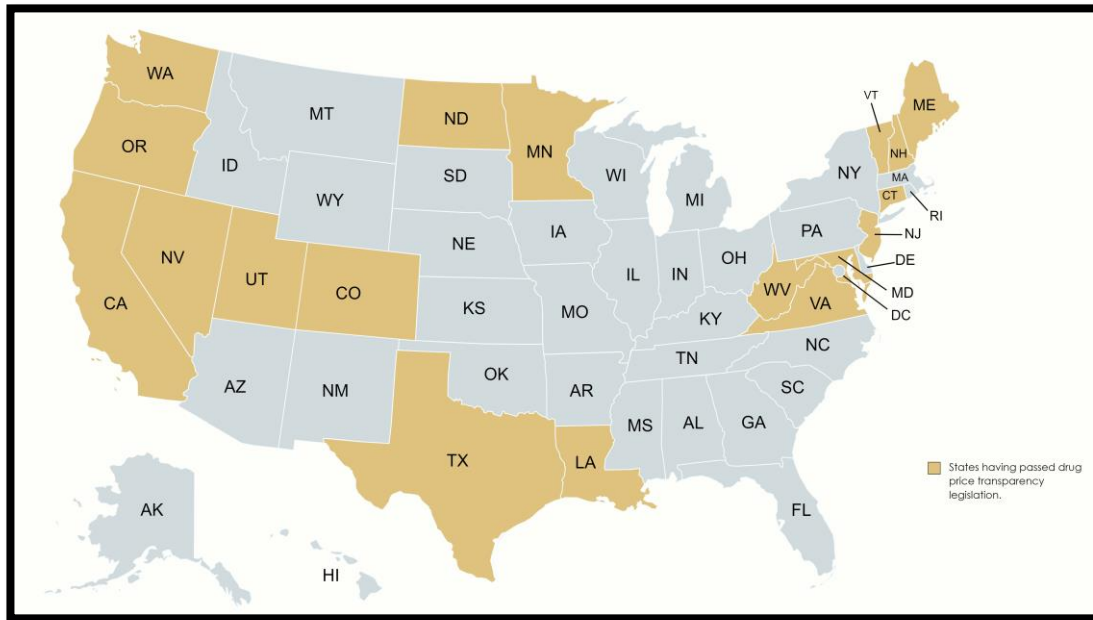 WA
MT
ND
MN
VT
ME
OR
ID
SD
WI
NH
NY
MA
WY
MI
CT
RI
IA
PA
NJ
NE
NV
OH
DE
UT
IL
IN
CO
WV
MD
CA
VA
KS
MO
DC
KY
NC
TN
OK
AZ
NM
AR
SC
MS
AL
GA
TX
LA
States having passed drug
price transparency
legislation.
AK
FL
HI